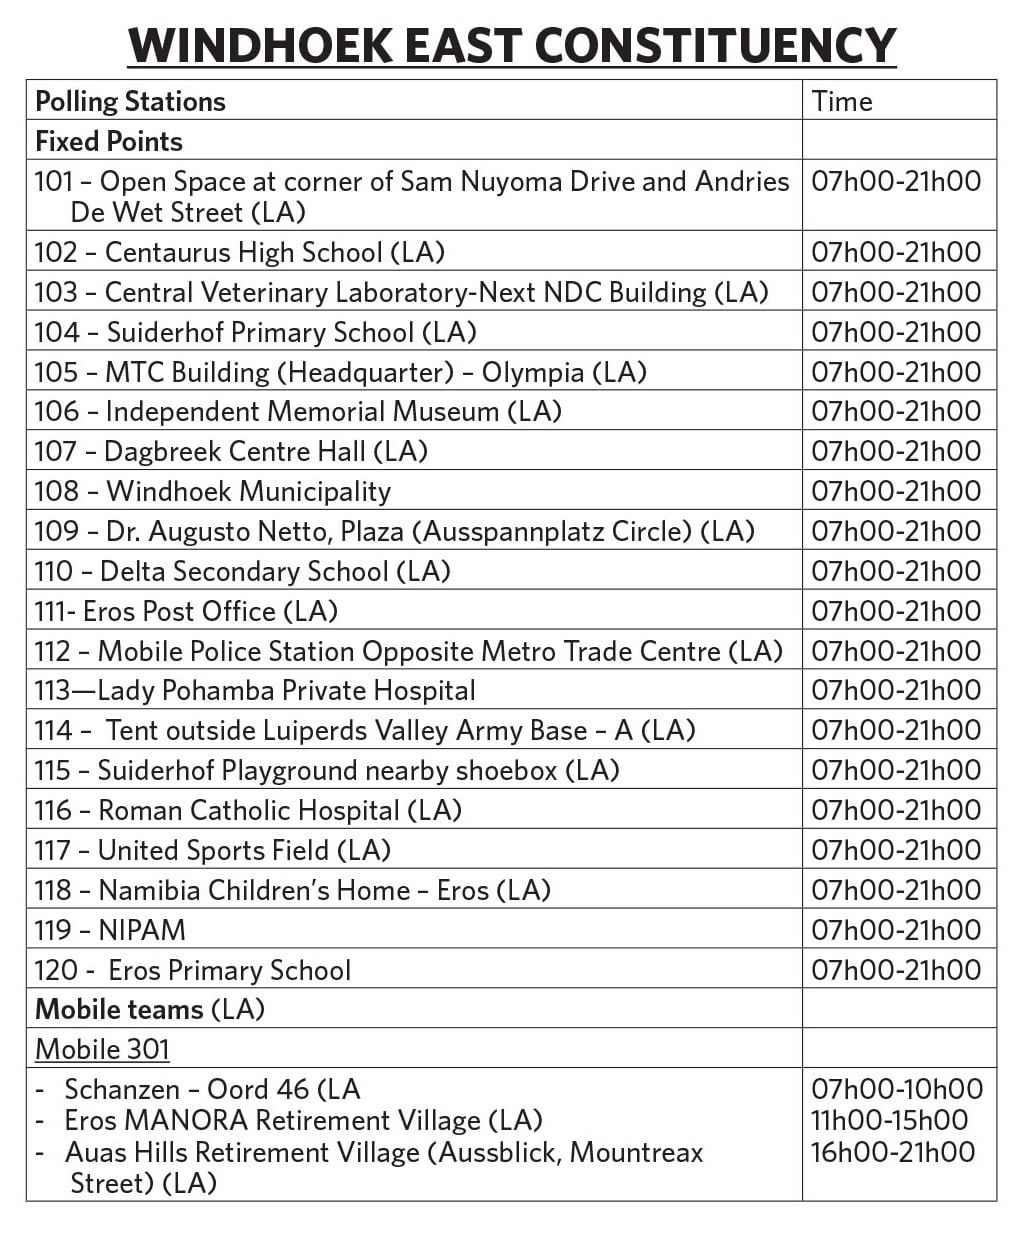 WINDHOEK EAST CONSTITUENCY
Polling Stations Time
Fixed Points
101 – Open Space at corner of Sam Nuyoma Drive and Andries 07h00-21h00
De Wet Street (LA)
102 – Centaurus High School (LA) 07h00-21h00
103 – Central Veterinary Laboratory-Next NDC Building (LA) 07h00-21h00
104 – Suiderhof Primary School (LA) 07h00-21h00
105 – MTC Building (Headquarter) – Olympia (LA) 07h00-21h00
106 – Independent Memorial Museum (LA) 07h00-21h00
107 – Dagbreek Centre Hall (LA) 07h00-21h00
108 – Windhoek Municipality 07h00-21h00
109 – Dr. Augusto Netto, Plaza (Ausspannplatz Circle) (LA) 07h00-21h00
110 – Delta Secondary School (LA) 07h00-21h00
111- Eros Post Office (LA) 07h00-21h00
112 – Mobile Police Station Opposite Metro Trade Centre (LA) 07h00-21h00
113—Lady Pohamba Private Hospital 07h00-21h00
114 – Tent outside Luiperds Valley Army Base – A (LA) 07h00-21h00
115 – Suiderhof Playground nearby shoebox (LA) 07h00-21h00
116 – Roman Catholic Hospital (LA) 07h00-21h00
117 – United Sports Field (LA) 07h00-21h00
118 – Namibia Children’s Home – Eros (LA) 07h00-21h00
119 – NIPAM 07h00-21h00
120 - Eros Primary School 07h00-21h00
Mobile teams (LA)
Mobile 301
- Schanzen – Oord 46 (LA 07h00-10h00
- Eros MANORA Retirement Village (LA) 11h00-15h00
- Auas Hills Retirement Village (Aussblick, Mountreax 16h00-21h00
Street) (LA)